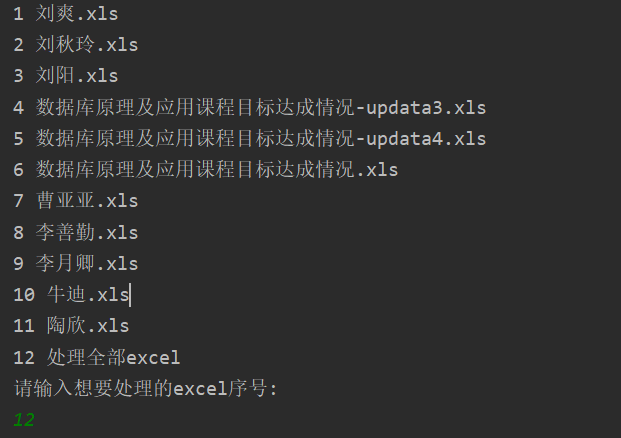 1 刘爽.xls
2 刘秋玲.xls
3 刘阳.xls
4 数据库原理及应用课程目标达成情况-updata3.xls
5 数据库原理及应用课程目标达成情况-updata4.xls
6 数据库原理及应用课程目标达成情况.xls
7 曹亚亚.xls
8 李善勤.xls
9 李月卿.xls
10 牛迪.xls
11 陶欣.xls
12 处理全部excel
请输入想要处理的excel序号:
12